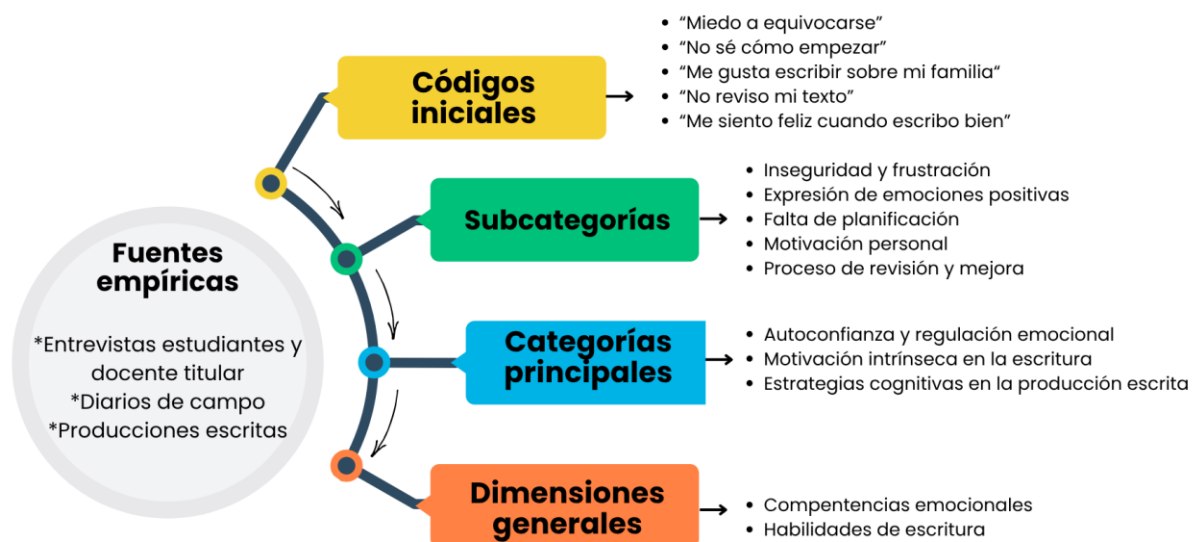 Fuentes
empíricas
*Entrevistas estudiantes y
docente titular
*Diarios de campo
*Producciones escritas
Códigos
iniciales
• “Miedo a equivocarse”
• “No sé cómo empezar”
• “Me gusta escribir sobre mi familia“
• “No reviso mi texto”
• “Me siento feliz cuando escribo bien”
Subcategorías
• Inseguridad y frustración
• Expresión de emociones positivas
• Falta de planificación
• Motivación personal
• Proceso de revisión y mejora
Categorías
principales
• Autoconfianza y regulación emocional
• Motivación intrínseca en la escritura
• Estrategias cognitivas en la producción escrita
Dimensiones
generales
• Compentencias emocionales
• Habilidades de escritura